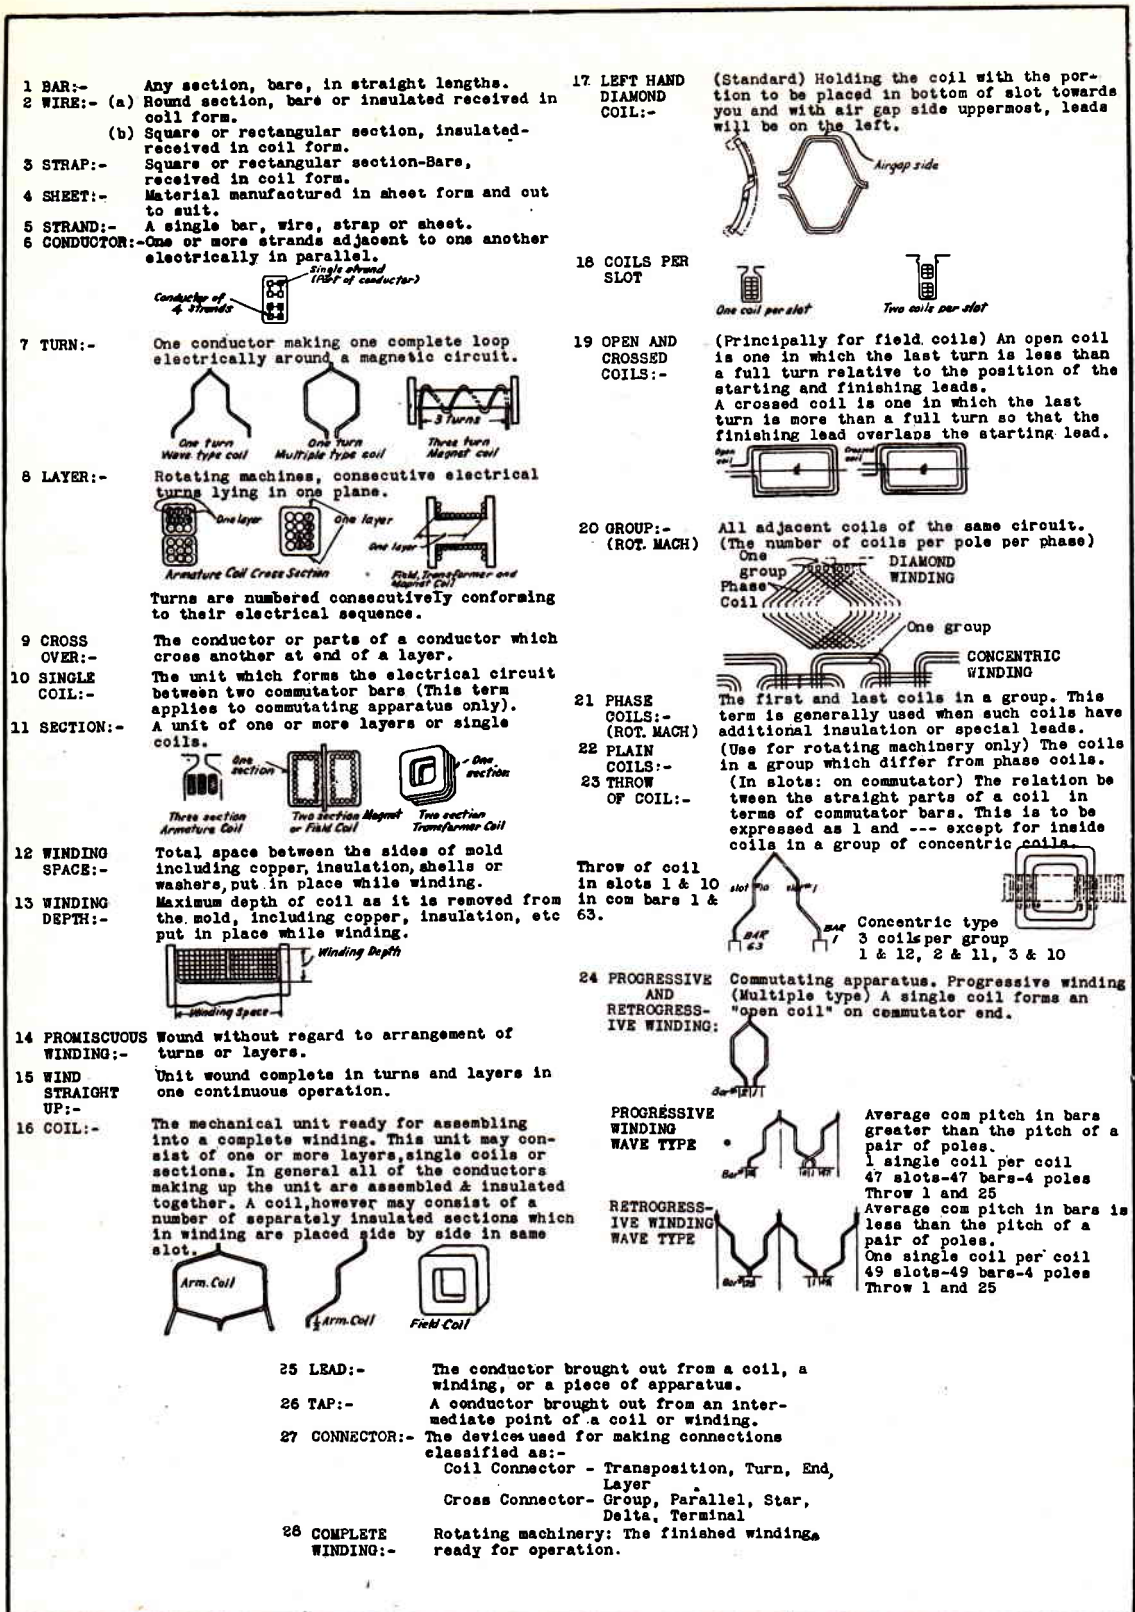 1 BAR:- Any section, bare, in straight lengths.
2 WIRE:- (a) Round section, bare or insulated received in
coil form.
(b) Square or rectangular section, insulated-
received in coil form.
3 STRAP:- Square or rectangular section-Bare,
received in coil form.
4 SHEET:- Material manufactured in sheet form and cut
to suit.
5 STRAND:- A single bar, wire, strap or sheet.
6 CONDUCTOR:-One or more strands adjacent to one another
electrically in parallel.
Single strand
(Part of conductor)
Conductor of
4 Strands
7 TURN:- One conductor making one complete loop
electrically around a magnetic circuit.
3 Turns
One turn
Wave type coil
One turn
Multiple type coil
Three turn
Magnet coil
8 LAYER:- Rotating machines, consecutive electrical
turns lying in one plane.
One layer
One layer
One layer
Armature Coil Cross Section
Field, Transformer and
Magnet Coil
Turns are numbered consecutively conforming
to their electrical sequence.
9 CROSS The conductor or parts of a conductor which
OVER:- cross another at end of a layer.
10 SINGLE The unit which forms the electrical circuit
COIL:- between two commutator bars (This term
applies to commutating apparatus only).
11 SECTION:- A unit of one or more layers or single
coils.
One
section
One
section
Three section
Armature Coil
Two section Magnet
or Field Coil
Two section
Transformer Coil
12 WINDING Total space between the sides of mold
SPACE:- including copper, insulation, shells or
washers, put in place while winding.
13 WINDING Maximum depth of coil as it is removed from
DEPTH:- the mold, including copper, insulation, etc
put in place while winding.
Winding Depth
Winding Space
14 PROMISCUOUS Wound without regard to arrangement of
WINDING:- turns or layers.
15 WIND Unit wound complete in turns and layers in
STRAIGHT one continuous operation.
UP:-
16 COIL:- The mechanical unit ready for assembling
into a complete winding. This unit may con-
sist of one or more layers, single coils or
sections. In general all of the conductors
making up the unit are assembled & insulated
together. A coil, however may consist of a
number of separately insulated sections which
in winding are placed side by side in same
slot.
Arm. Coil
½ Arm. Coil
Field Coil
17 LEFT HAND (Standard) Holding the coil with the por-
DIAMOND tion to be placed in bottom of slot towards
COIL:- you and with air gap side uppermost, leads
will be on the left.
Airgap side
18 COILS PER
SLOT
One coil per slot
Two coils per slot
19 OPEN AND (Principally for field coils) An open coil
CROSSED is one in which the last turn is less than
COILS:- a full turn relative to the position of the
starting and finishing leads.
A crossed coil is one in which the last
turn is more than a full turn so that the
finishing lead overlaps the starting lead.
Open
coil
Crossed
coil
20 GROUP:- All adjacent coils of the same circuit.
(ROT. MACH) (The number of coils per pole per phase)
One
group
DIAMOND
WINDING
Phase
Coil
One group
CONCENTRIC
WINDING
21 PHASE The first and last coils in a group. This
COILS:- term is generally used when such coils have
(ROT. MACH) additional insulation or special leads.
22 PLAIN (Use for rotating machinery only) The coils
COILS:- in a group which differ from phase coils.
23 THROW (In slots: on commutator) The relation be
OF COIL:- tween the straight parts of a coil in
terms of commutator bars. This is to be
expressed as 1 and --- except for inside
coils in a group of concentric coils.
Throw of coil
in slots 1 & 10
in com bars 1 &
63.
slot #10
slot #1
BAR
63
BAR
1
Concentric type
3 coils per group
1 & 12, 2 & 11, 3 & 10
24 PROGRESSIVE Commutating apparatus. Progressive winding
AND (Multiple type) A single coil forms an
RETROGRESS- "open coil" on commutator end.
IVE WINDING:
Bar
PROGRESSIVE
WINDING
WAVE TYPE
Bar
Average com pitch in bars
greater than the pitch of a
pair of poles.
1 single coil per coil
47 slots-47 bars-4 poles
Throw 1 and 25
RETROGRESS-
IVE WINDING
WAVE TYPE
Bar
Average com pitch in bars is
less than the pitch of a
pair of poles.
One single coil per coil
49 slots-49 bars-4 poles
Throw 1 and 25
25 LEAD:- The conductor brought out from a coil, a
winding, or a piece of apparatus.
26 TAP:- A conductor brought out from an inter-
mediate point of a coil or winding.
27 CONNECTOR:- The devices used for making connections
classified as:-
Coil Connector - Transposition, Turn, End,
Layer
Cross Connector- Group, Parallel, Star,
Delta, Terminal
28 COMPLETE Rotating machinery: The finished windings
WINDING:- ready for operation.